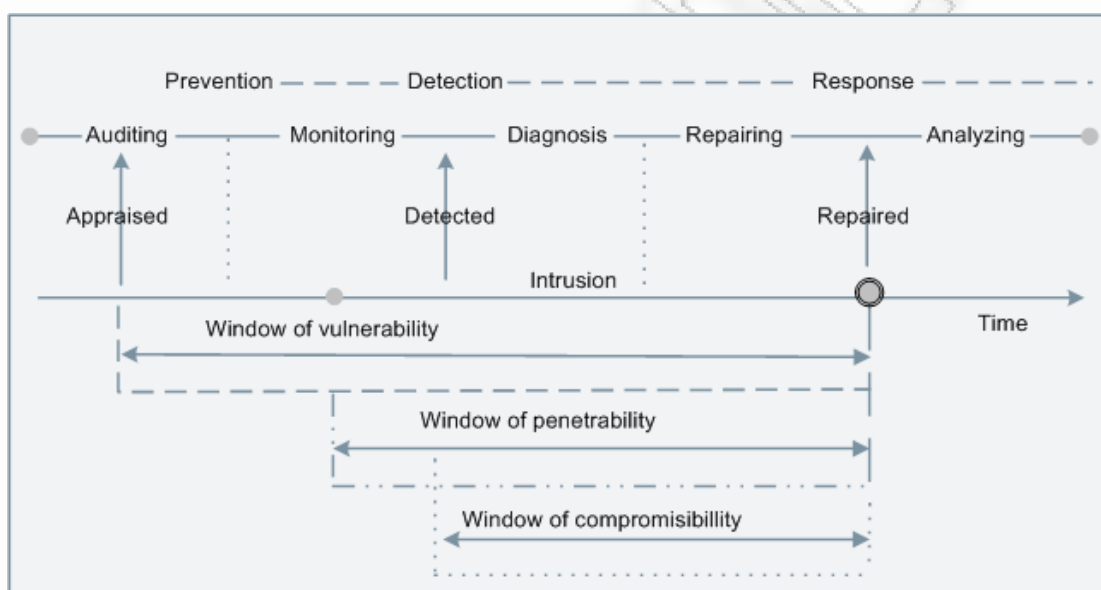 Prevention Detection Response
Auditing Monitoring Diagnosis Repairing Analyzing
Appraised Detected Repaired
Intrusion
Time
Window of vulnerability
Window of penetrability
Window of compromisibillity